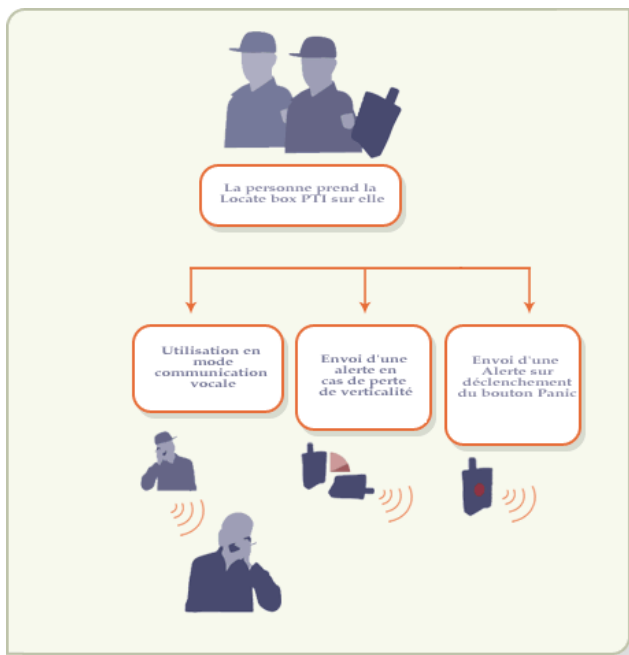 La personne prend la
Locate box PTI sur elle
Utilisation en
mode
communication
vocale
Envoi d'une
alerte en
cas de perte
de verticalité
Envoi d'une
Alerte sur
déclenchement
du bouton Panic